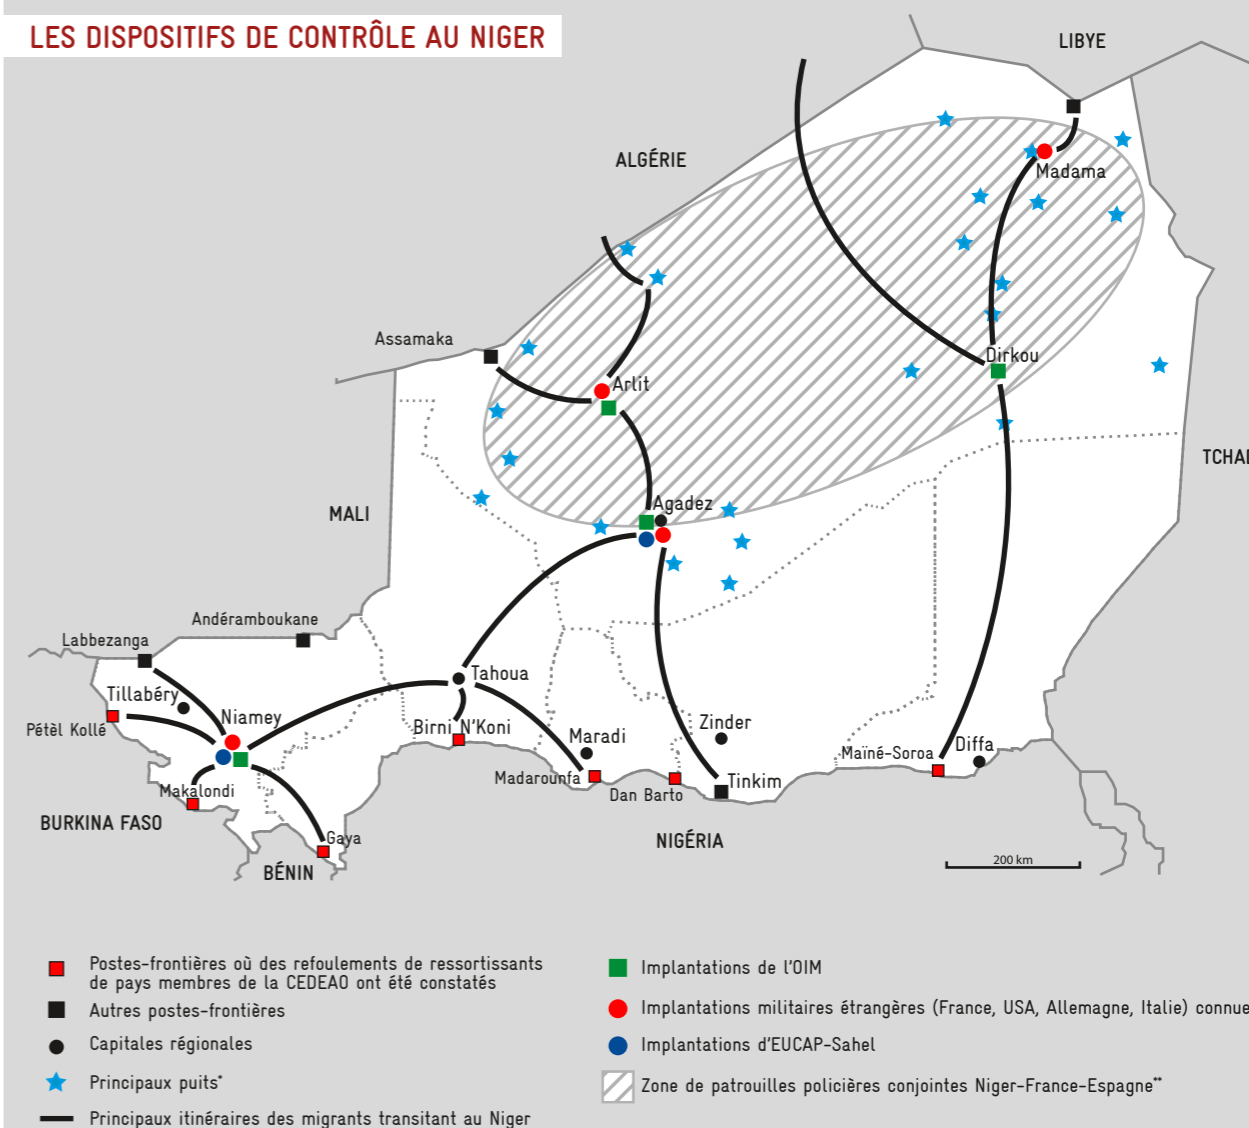 LES DISPOSITIFS DE CONTRÔLE AU NIGER
LIBYE
ALGÉRIE
Madama
Assamaka
Dirkou
Arlit
TCHAD
Agadez
MALI
Andéramboukane
Labbezanga
Tahoua
Tillabéry
Niamey
Zinder
Pétèl Kollé
Birni N'Koni
Maradi
Maïné-Soroa
Diffa
Madarounfa
Tinkim
Makalondi
Dan Barto
BURKINA FASO
Gaya
NIGÉRIA
200 km
BÉNIN
Postes-frontières où des refoulements de ressortissants
de pays membres de la CEDEAO ont été constatés
Autres postes-frontières
Capitales régionales
Principaux puits*
Principaux itinéraires des migrants transitant au Niger
Implantations de l'OIM
Implantations militaires étrangères (France, USA, Allemagne, Italie) connue
Implantations d'EUCAP-Sahel
Zone de patrouilles policières conjointes Niger-France-Espagne**